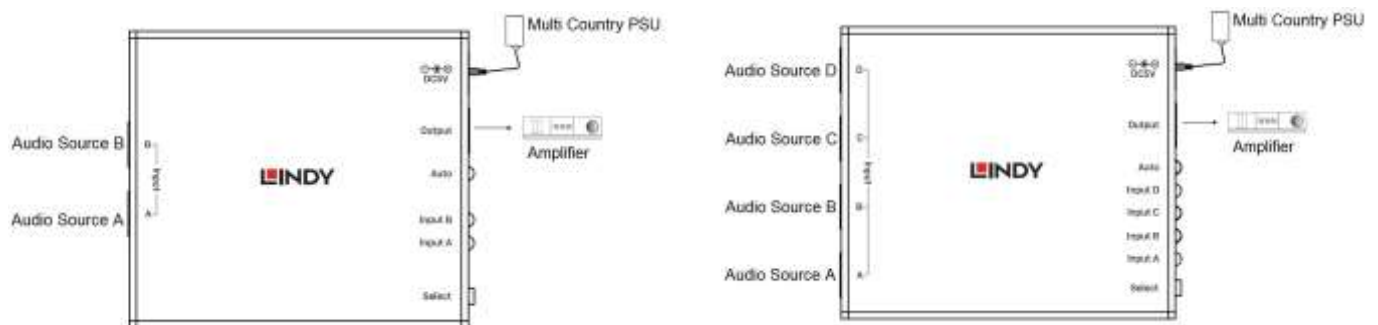 Multi Country PSU
DC5V
Audio Source B
Output
Amplifier
B
Input
LINDY
Auto
Audio Source A
A
Input B
Input A
Select
Multi Country PSU
Audio Source D
D
DC5V
Audio Source C
C
Output
Amplifier
Input
LINDY
Auto
Input D
Audio Source B
B
Input C
Input B
Input A
Audio Source A
A
Select